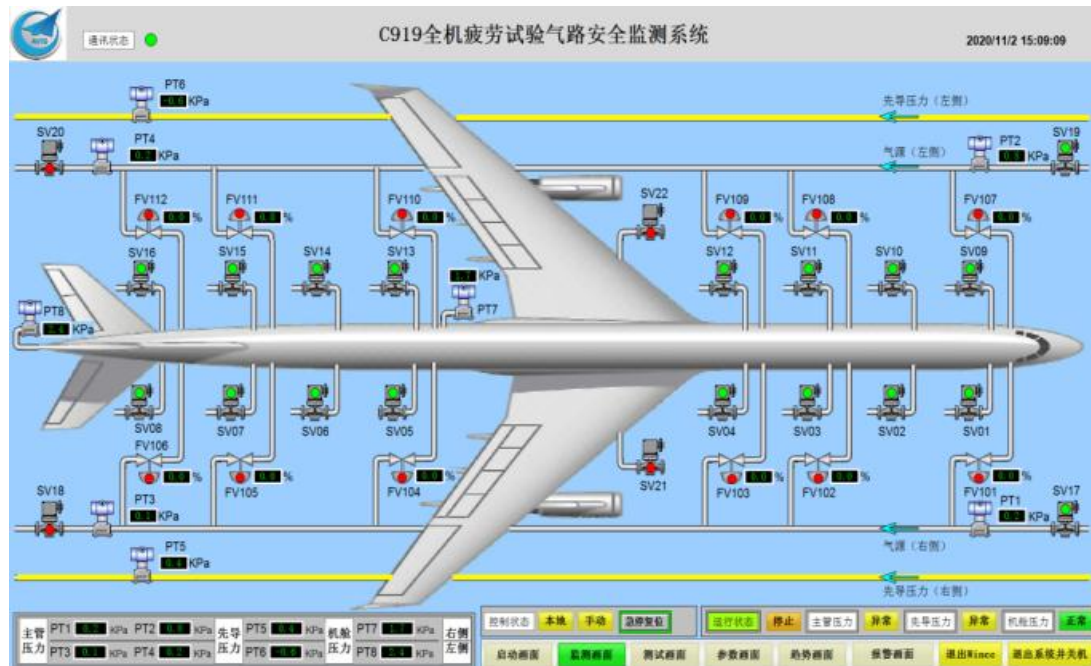 C919全机疲劳试验气路安全监测系统
通讯状态
2020/11/2 15:09:09
PT6
KPa
先导压力（左侧）
SV20
PT4
KPa
气源（左侧）
PT2
KPa
SV19
FV112
%
FV111
%
FV110
%
SV22
FV109
%
FV108
%
FV107
%
SV16
SV15
SV14
SV13
SV12
SV11
SV10
SV09
KPa
PT7
PT8
KPa
SV08
SV07
SV06
SV05
SV04
SV03
SV02
SV01
FV106
%
FV105
%
FV104
%
SV21
FV103
%
FV102
%
FV101
%
SV18
PT3
KPa
PT1
KPa
SV17
气源（右侧）
PT5
KPa
先导压力（右侧）
主管压力
PT1 KPa PT2 KPa
PT3 KPa PT4 KPa
先导压力
PT5 KPa
PT6 KPa
机舱压力
PT7 KPa
PT8 KPa
右侧
左侧
控制状态 本地 手动 急停复位
运行状态 停止 主管压力 异常 先导压力 异常 机舱压力 正常
启动画面 监测画面 测试画面 参数画面 趋势画面 报警画面 退出Wincc 退出系统并关机